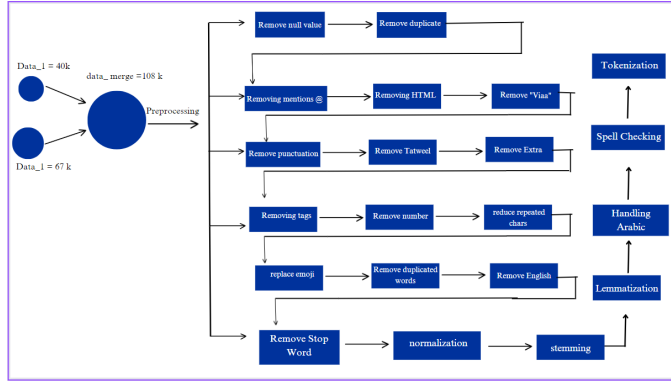 Data_1 = 40k
data_ merge =108 k
Data_1 = 67 k
Preprocessing
Remove null value
Remove duplicate
Removing mentions @
Removing HTML
Remove "Viaa"
Remove punctuation
Remove Tatweel
Remove Extra
Removing tags
Remove number
reduce repeated
chars
replace emoji
Remove duplicated
words
Remove English
Remove Stop
Word
normalization
stemming
Lemmatization
Handling
Arabic
Spell Checking
Tokenization